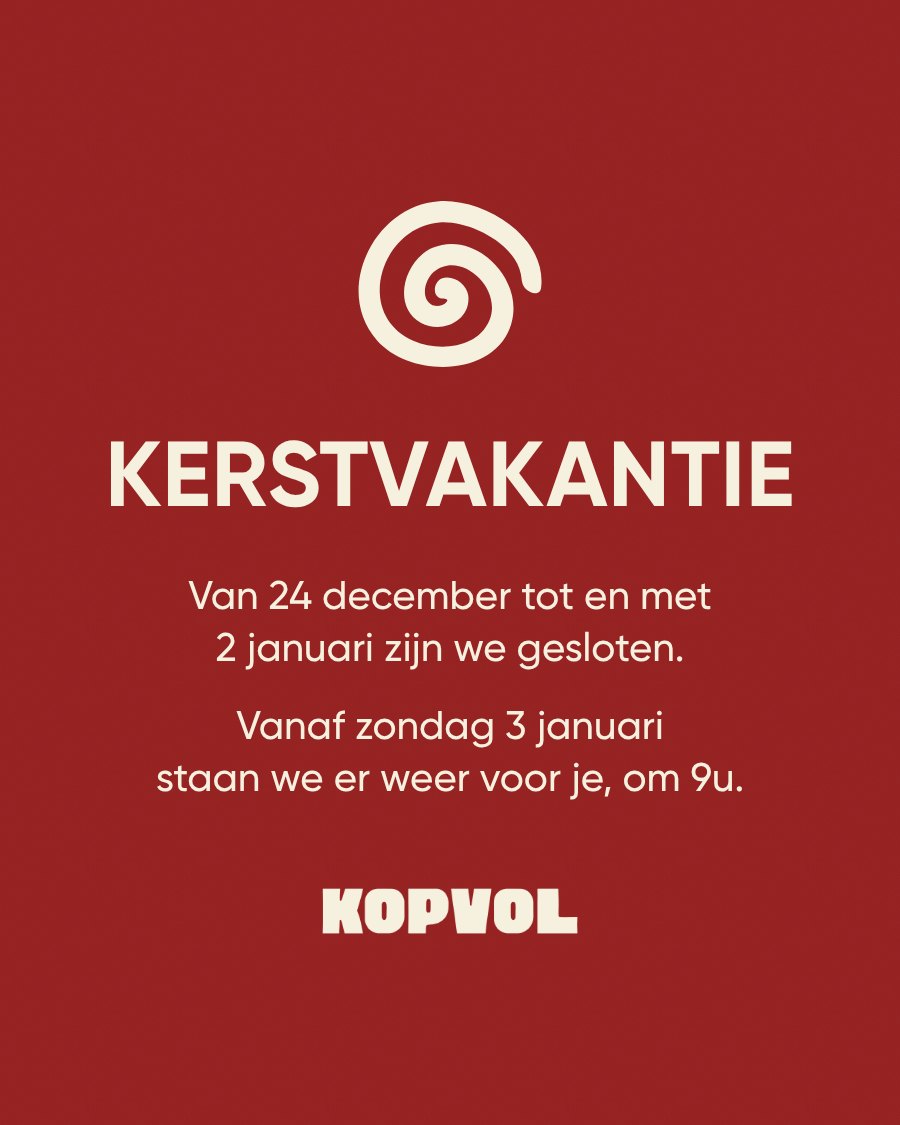 KERSTVAKANTIE
Van 24 december tot en met
2 januari zijn we gesloten.
Vanaf zondag 3 januari
staan we er weer voor je, om 9u.
KOPVOL